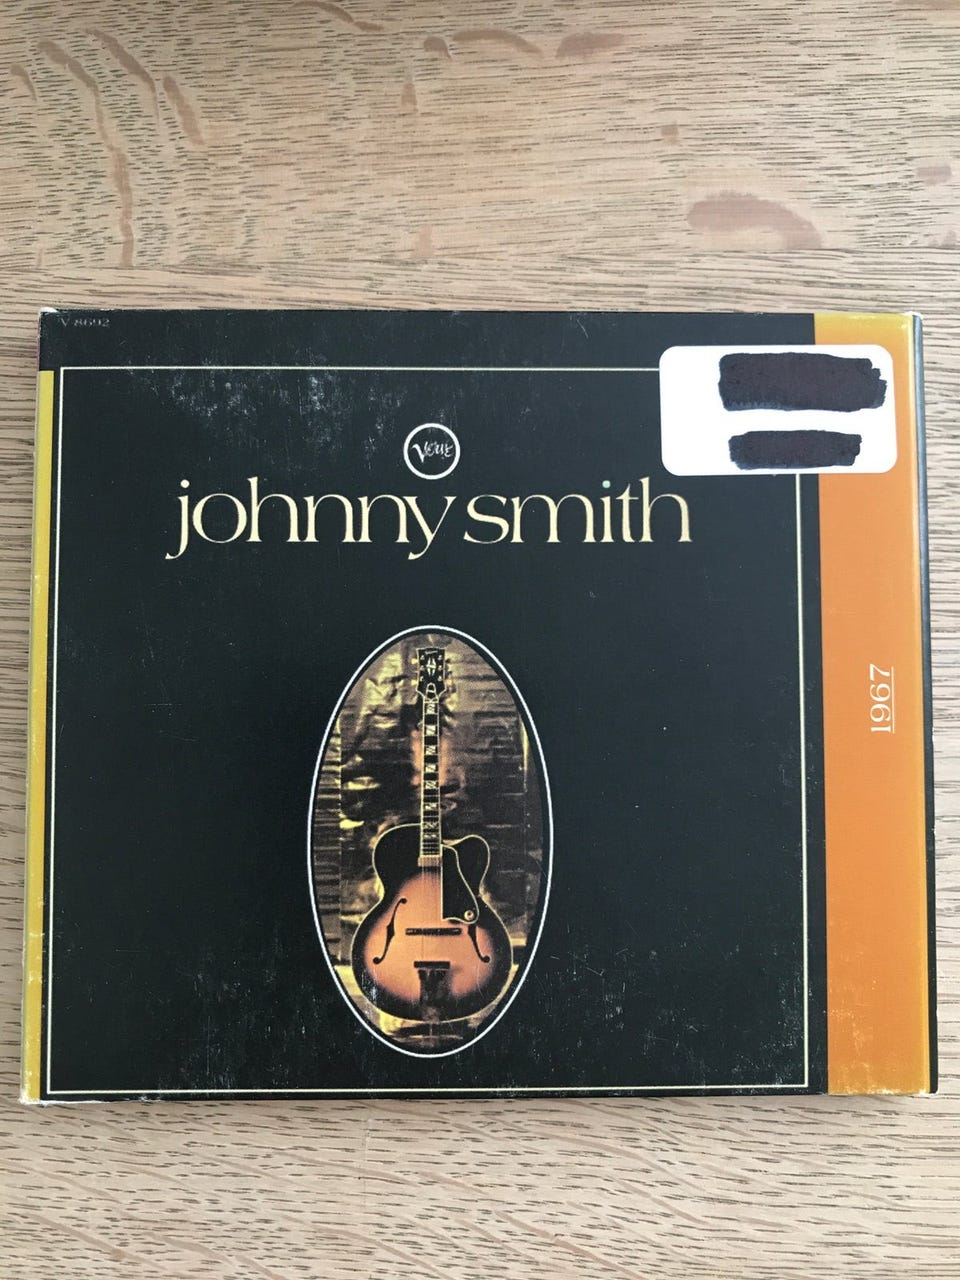 V-8692
Verve
johnny smith
1967